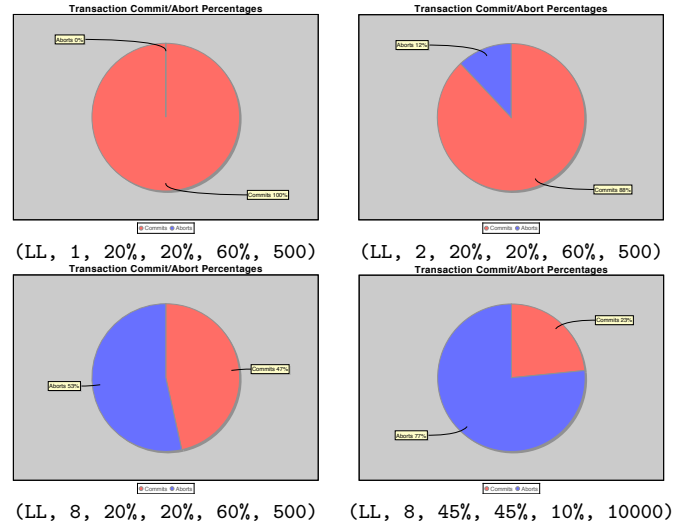 Transaction Commit/Abort Percentages
Aborts 0%
Commits 100%
Commits Aborts
(LL, 1, 20%, 20%, 60%, 500)
Transaction Commit/Abort Percentages
Aborts 12%
Commits 88%
Commits Aborts
(LL, 2, 20%, 20%, 60%, 500)
Transaction Commit/Abort Percentages
Commits 47%
Aborts 53%
Commits Aborts
(LL, 8, 20%, 20%, 60%, 500)
Transaction Commit/Abort Percentages
Commits 23%
Aborts 77%
Commits Aborts
(LL, 8, 45%, 45%, 10%, 10000)